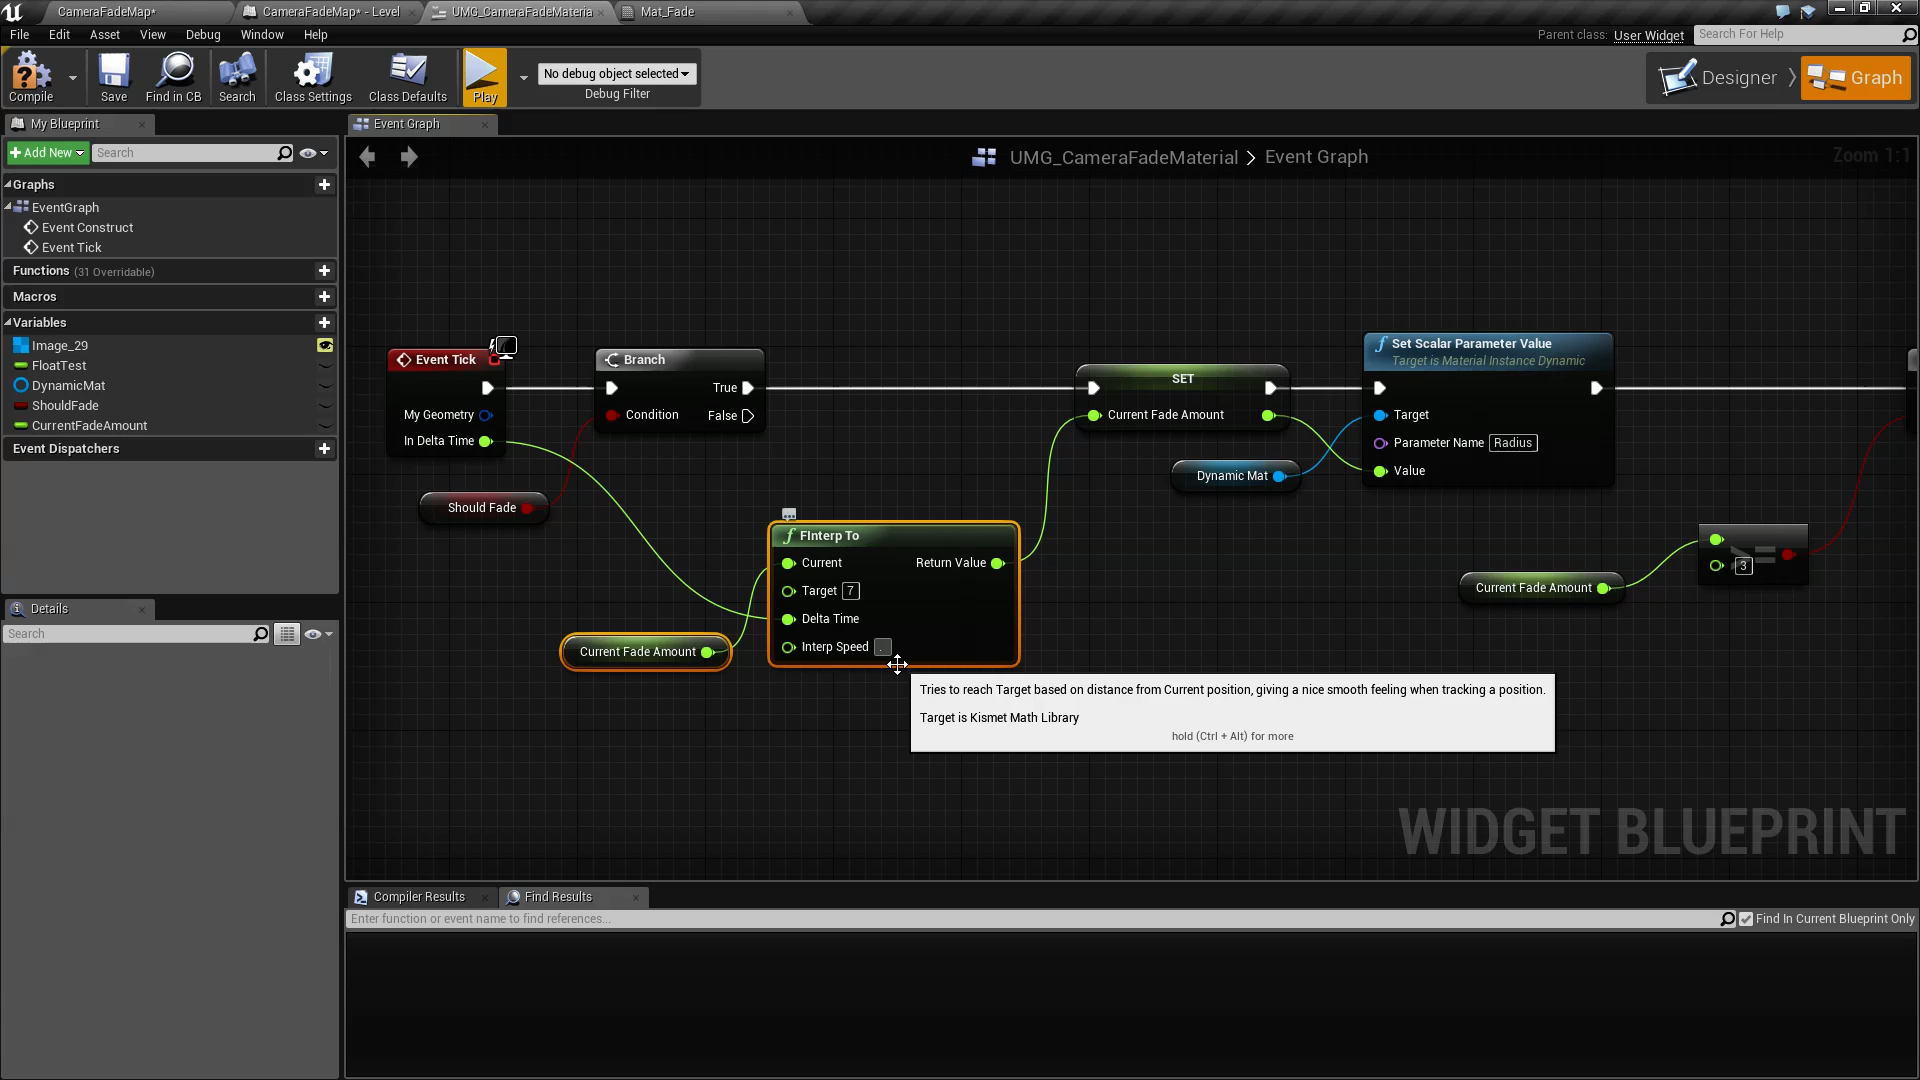 CameraFadeMap*
CameraFadeMap* - Level
UMG_CameraFadeMateria
Mat_Fade
File Edit Asset View Debug Window Help
Parent class: User Widget
Search For Help
Compile
Save
Find in CB
Search
Class Settings
Class Defaults
Play
No debug object selected
Debug Filter
Designer
Graph
My Blueprint
Event Graph
Add New
Search
UMG_CameraFadeMaterial > Event Graph
Zoom 1:1
Graphs
EventGraph
Event Construct
Event Tick
Functions (31 Overridable)
Macros
Variables
Image_29
FloatTest
DynamicMat
ShouldFade
CurrentFadeAmount
Event Dispatchers
Details
Search
Event Tick
My Geometry
In Delta Time
Should Fade
Branch
True
Condition
False
SET
Current Fade Amount
Set Scalar Parameter Value
Target is Material Instance Dynamic
Target
Parameter Name Radius
Value
Dynamic Mat
FInterp To
Current
Return Value
Target 7
Delta Time
Interp Speed .
Current Fade Amount
Current Fade Amount
>=
3
Tries to reach Target based on distance from Current position, giving a nice smooth feeling when tracking a position.
Target is Kismet Math Library
hold (Ctrl + Alt) for more
WIDGET BLUEPRINT
Compiler Results
Find Results
Enter function or event name to find references...
Find In Current Blueprint Only